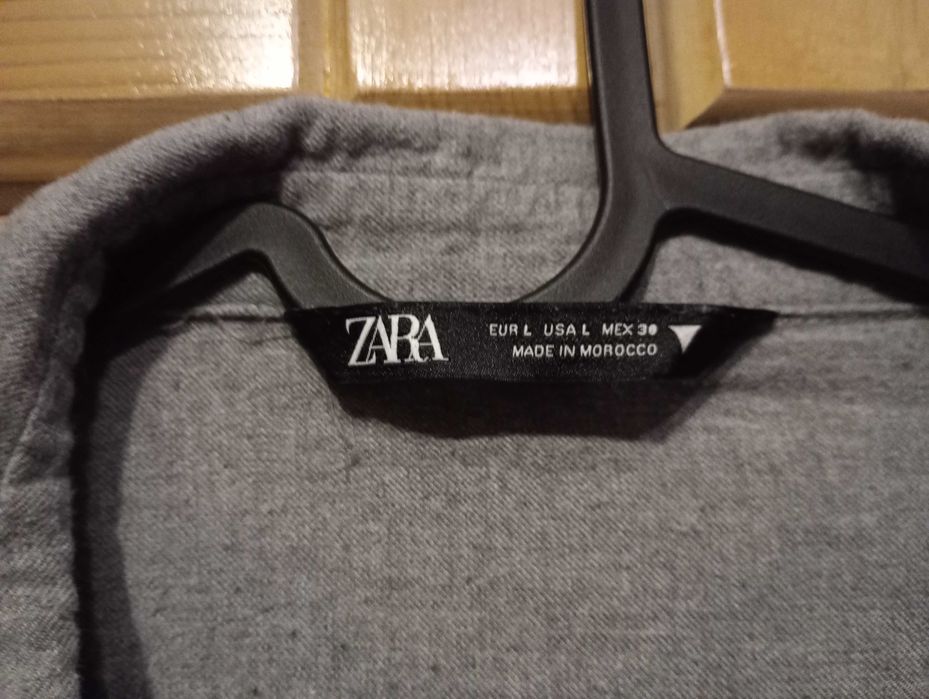 ZARA
EUR L USA L MEX 30
MADE IN MOROCCO